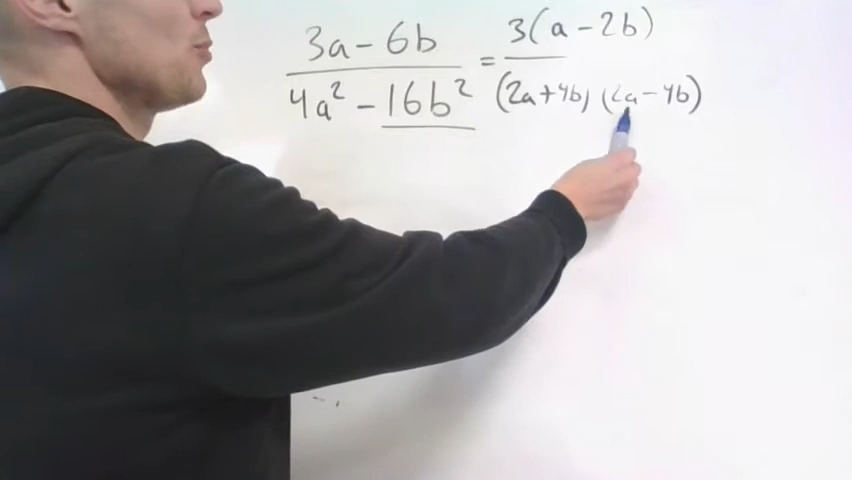 3a - 6b = 3(a - 2b)
4a² - 16b² (2a+4b) (2a-4b)